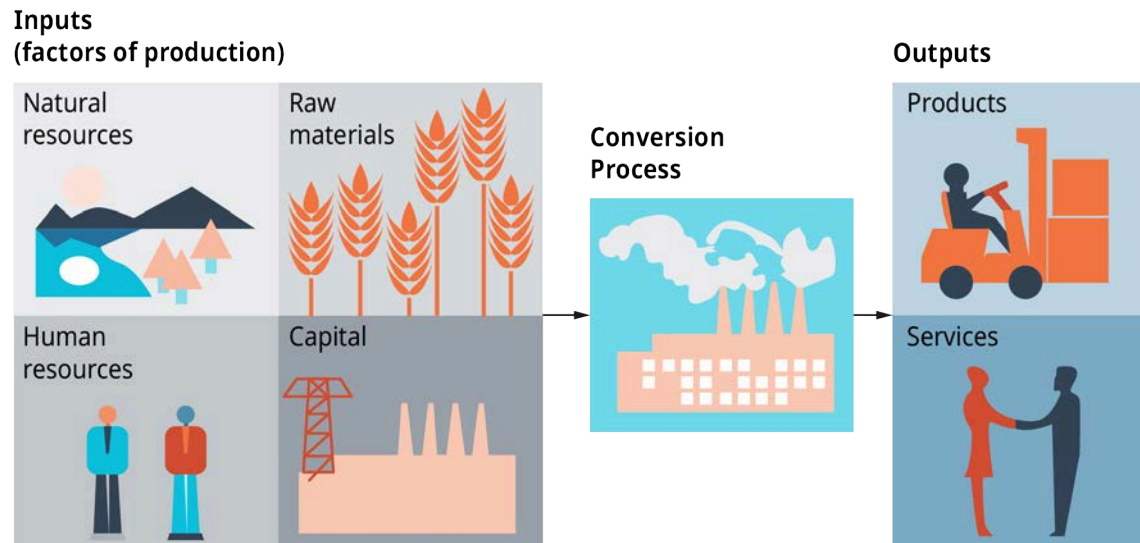 Inputs
(factors of production)
Natural
resources
Raw
materials
Human
resources
Capital
Conversion
Process
Outputs
Products
Services